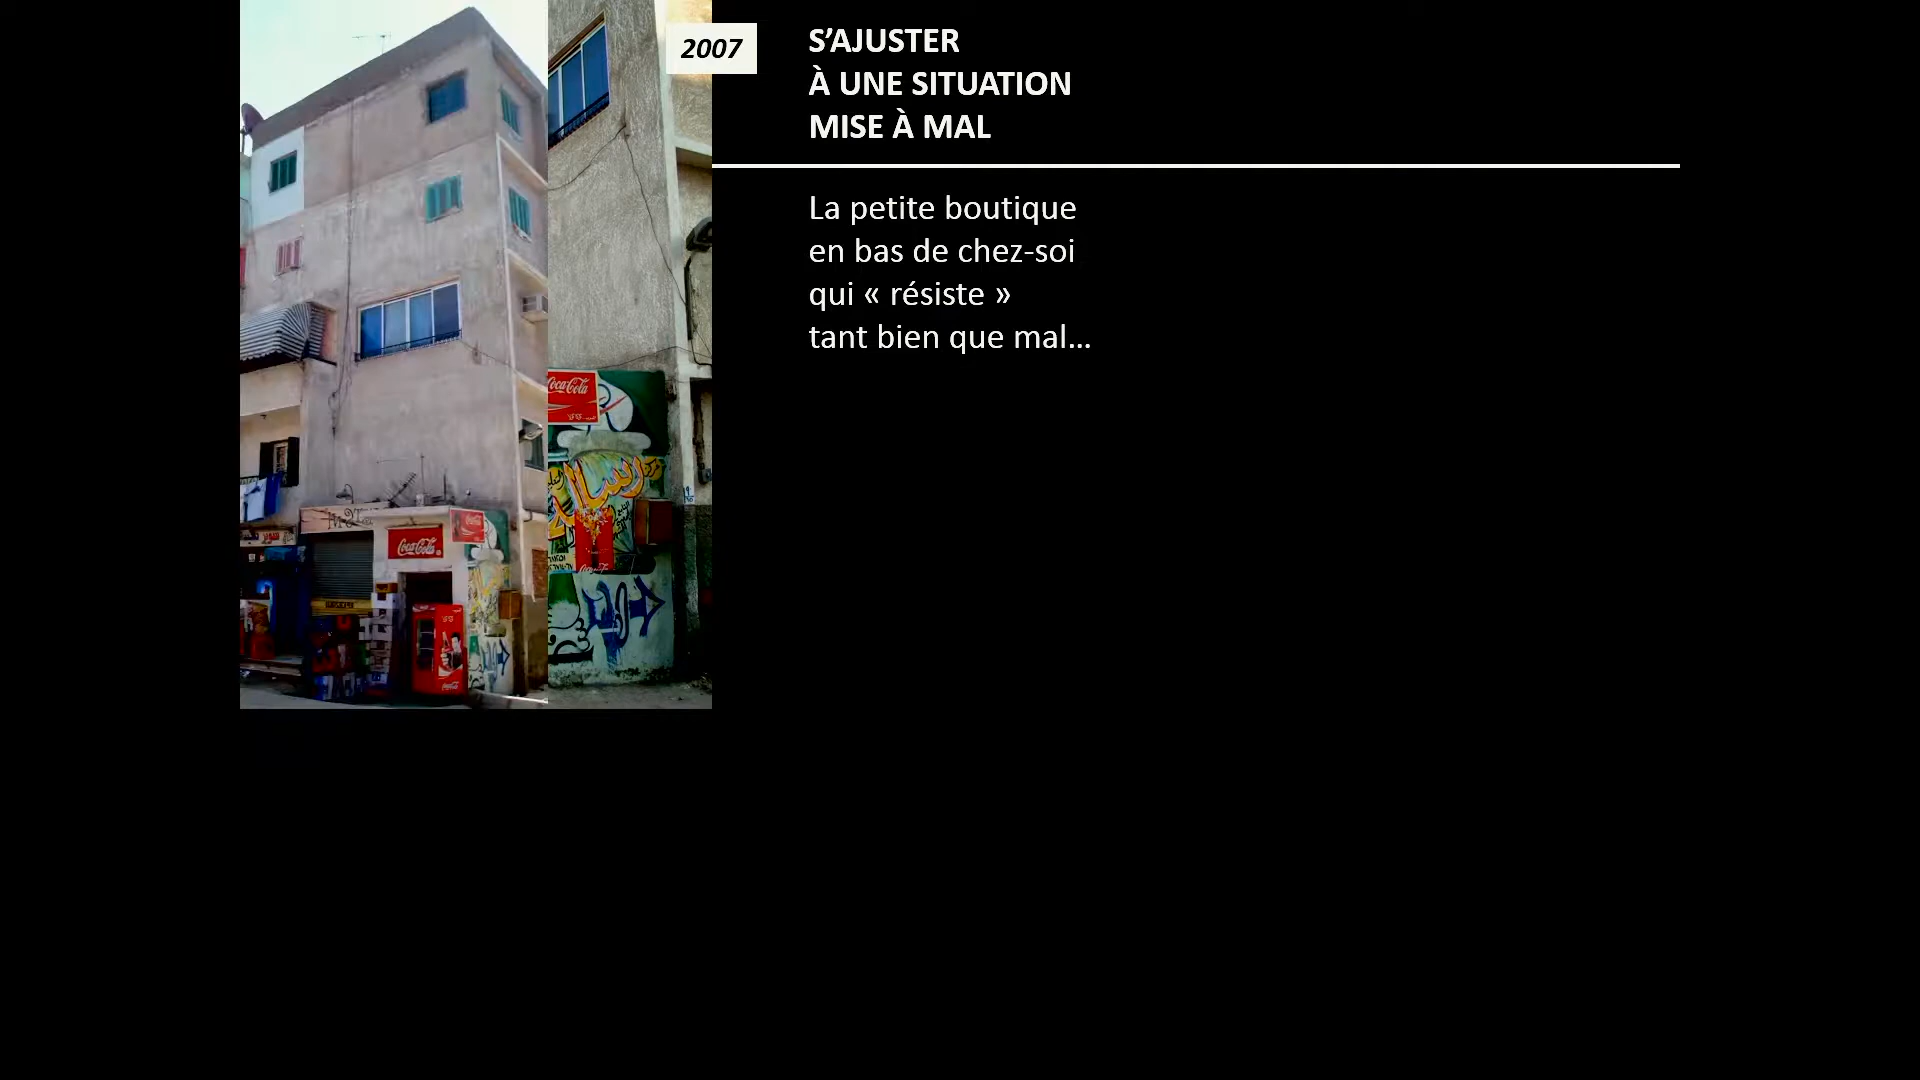 2007
S’AJUSTER
À UNE SITUATION
MISE À MAL
La petite boutique
en bas de chez-soi
qui « résiste »
tant bien que mal...
Coca-Cola
Coca-Cola
Coca-Cola